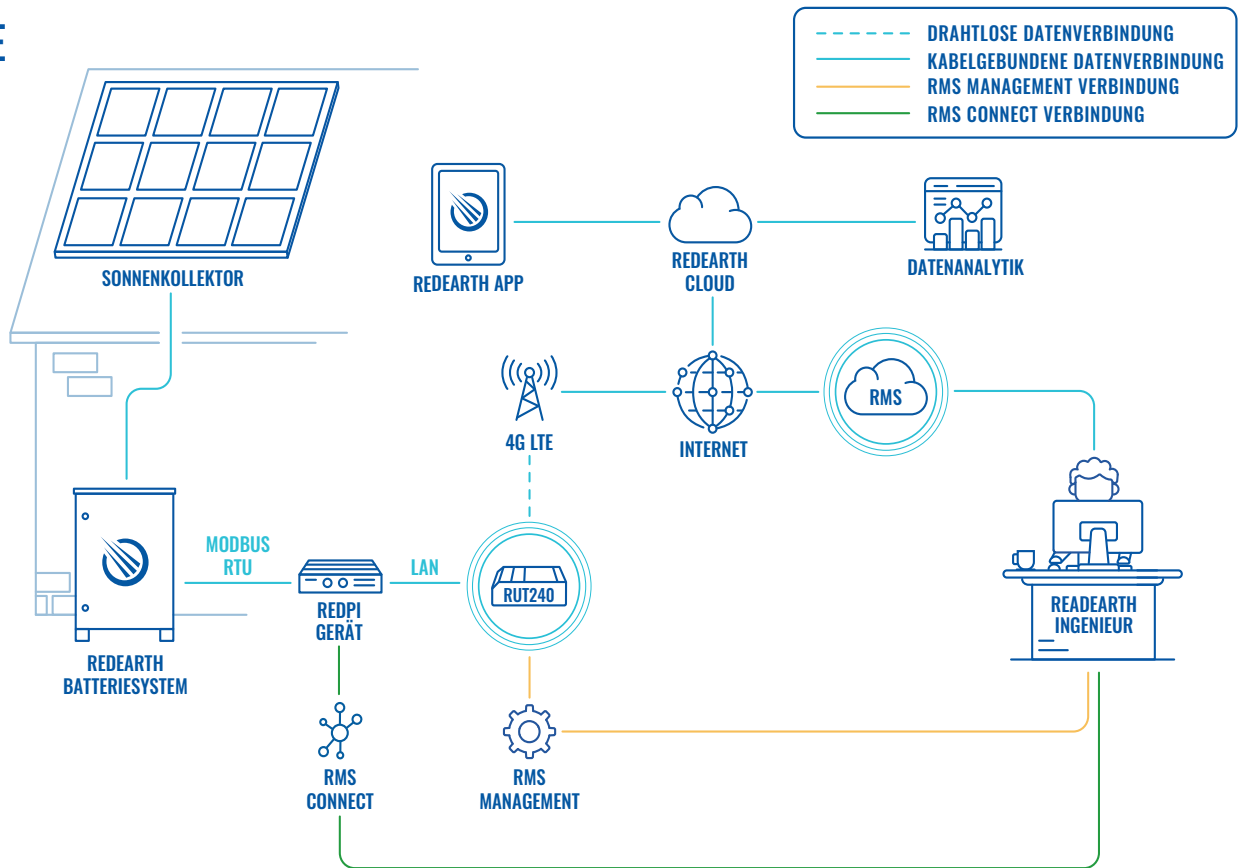 E
DRAHTLOSE DATENVERBINDUNG
KABELGEBUNDENE DATENVERBINDUNG
RMS MANAGEMENT VERBINDUNG
RMS CONNECT VERBINDUNG
SONNENKOLLEKTOR
REDEARTH APP
REDEARTH
CLOUD
DATENANALYTIK
4G LTE
INTERNET
RMS
MODBUS
RTU
LAN
RUT240
REDPI
GERÄT
REDEARTH
BATTERIESYSTEM
READEARTH
INGENIEUR
RMS
CONNECT
RMS
MANAGEMENT